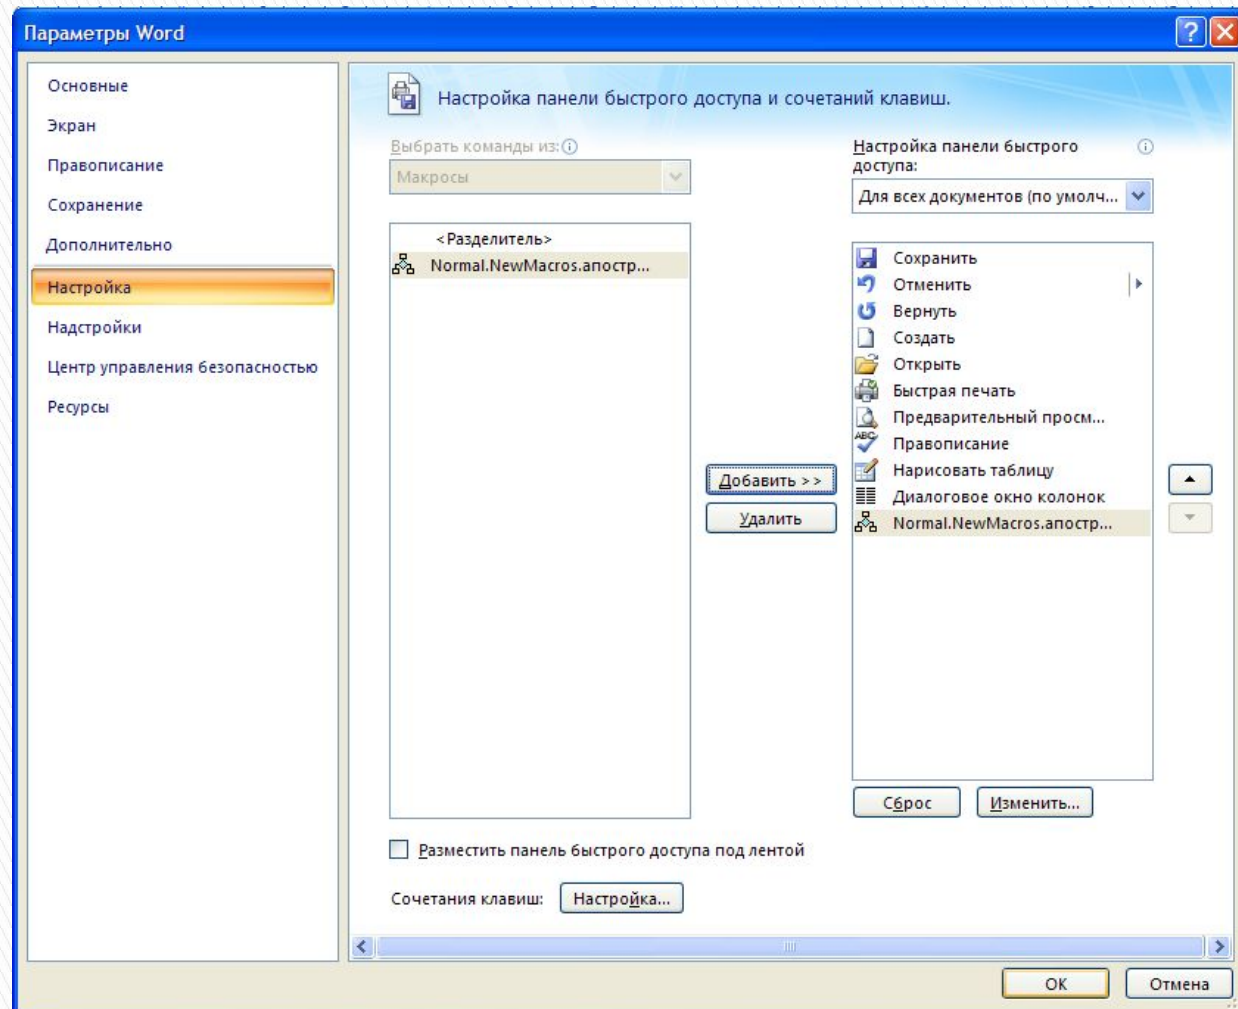 Параметры Word
Основные
Экран
Правописание
Сохранение
Дополнительно
Настройка
Надстройки
Центр управления безопасностью
Ресурсы
Настройка панели быстрого доступа и сочетаний клавиш.
Выбрать команды из:
Макросы
<Разделитель>
Normal.NewMacros.апостр...
Добавить >>
Удалить
Настройка панели быстрого
доступа:
Для всех документов (по умолч...
Сохранить
Отменить
Вернуть
Создать
Открыть
Быстрая печать
Предварительный просм...
Правописание
Нарисовать таблицу
Диалоговое окно колонок
Normal.NewMacros.апостр...
Сброс
Изменить...
Разместить панель быстрого доступа под лентой
Сочетания клавиш:
Настройка...
ОК
Отмена